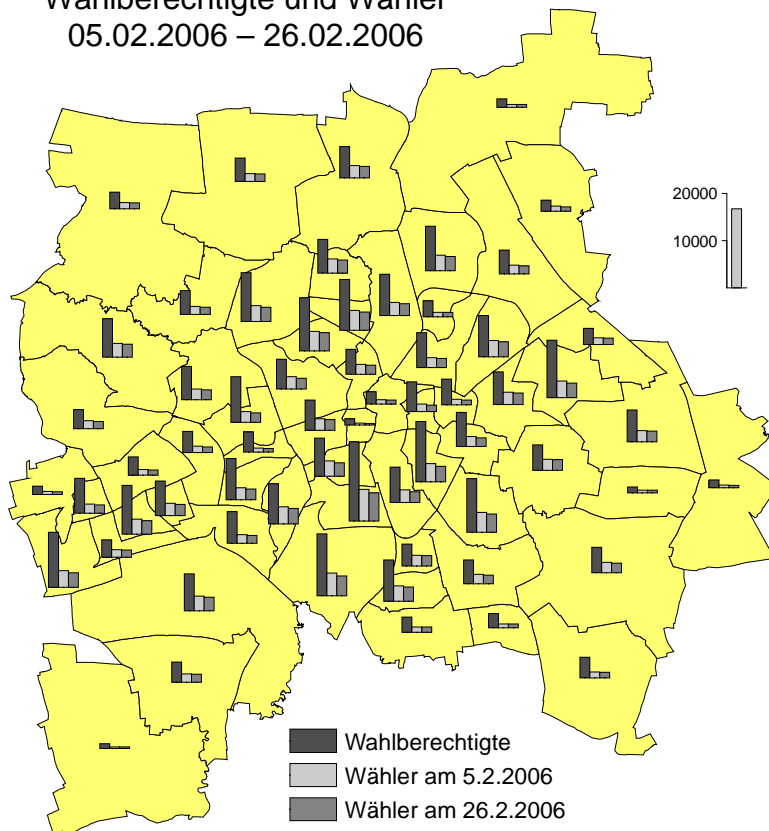 Wahlberechtigte und Wähler
05.02.2006 – 26.02.2006
20000
10000
Wahlberechtigte
Wähler am 5.2.2006
Wähler am 26.2.2006